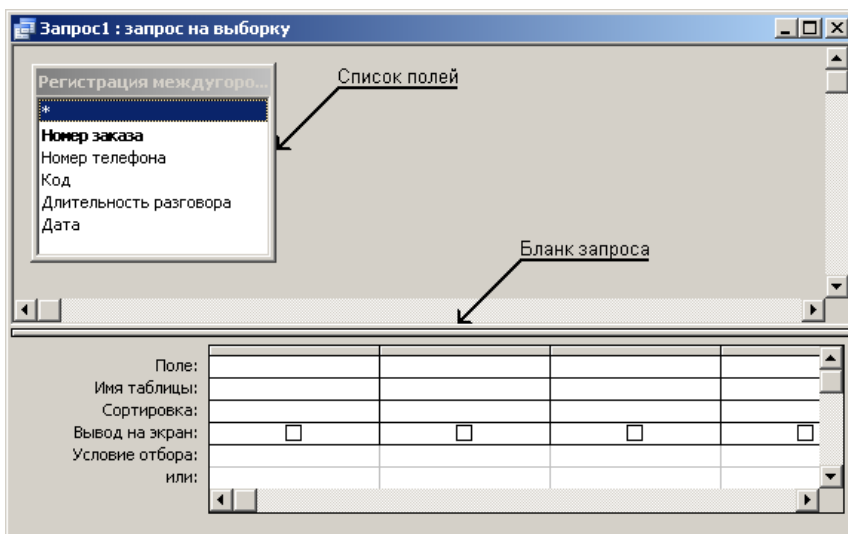 Запрос1 : запрос на выборку
Список полей
Регистрация междугоро...
*
Номер заказа
Номер телефона
Код
Длительность разговора
Дата
Бланк запроса
Поле:
Имя таблицы:
Сортировка:
Вывод на экран:
Условие отбора:
или: